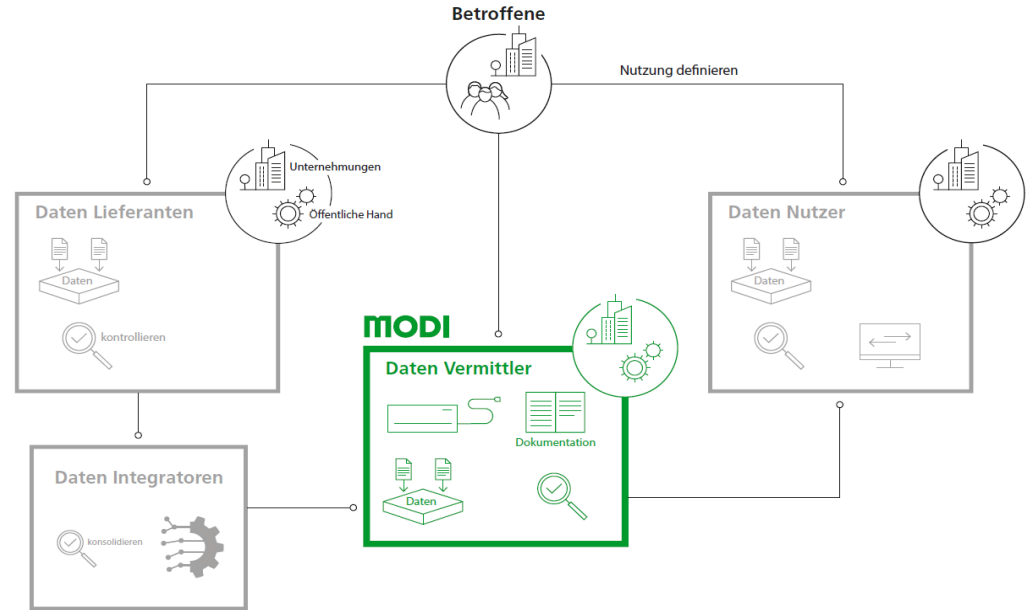 Betroffene
Nutzung definieren
Unternehmungen
Öffentliche Hand
Daten Lieferanten
Daten
kontrollieren
Daten Nutzer
Daten
MODI
Daten Vermittler
Dokumentation
Daten
Daten Integratoren
konsolidieren